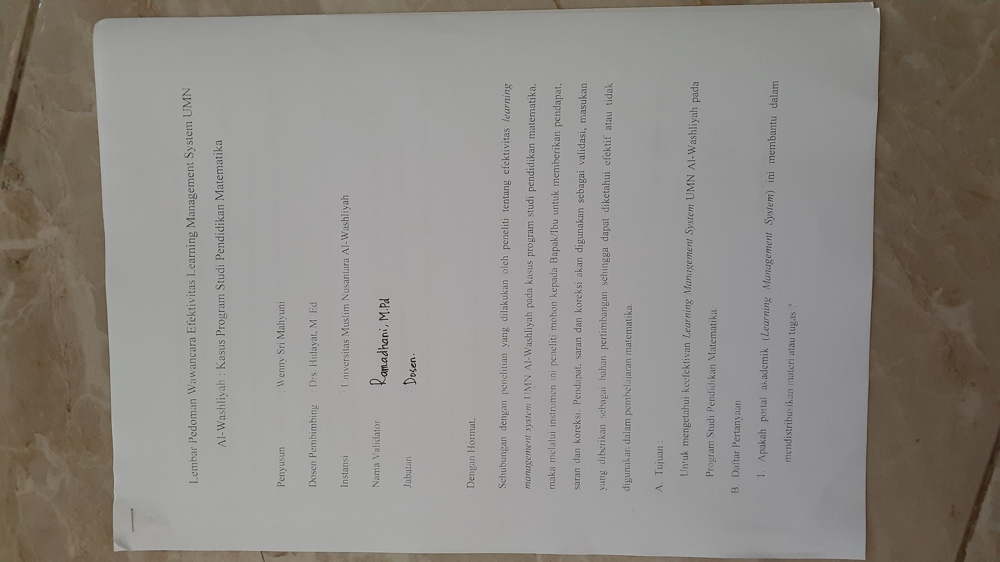 Lembar Pedoman Wawancara Efektivitas Learning Management System UMN
Al-Washliyah : Kasus Program Studi Pendidikan Matematika
Penyusun : Wenny Sri Mahyuni
Dosen Pembimbing : Drs. Hidayat, M Ed
Instansi : Universitas Muslim Nusantara Al-Washliyah
Nama Validator Ramadhani, M.Pd
Jabatan : Dosen.
Dengan Hormat,
Sehubungan dengan penelitian yang dilakukan oleh peneliti tentang efektivitas learning
management system UMN Al-Washliyah pada kasus program studi pendidikan matematika,
maka melalui instrumen ini peneliti mohon kepada Bapak/Ibu untuk memberikan pendapat,
saran dan koreksi. Pendapat, saran dan koreksi akan digunakan sebagai validasi, masukan
yang diberikan sebagai bahan pertimbangan sehingga dapat diketahui efektif atau tidak
digunakan dalam pembelajaran matematika.
A. Tujuan :
Untuk mengetahui keefektivan Learning Management System UMN Al-Washliyah pada
Program Studi Pendidikan Matematika.
B. Daftar Pertanyaan
1. Apakah portal akademik (Learning Management System) ini membantu dalam
mendistribusikan materi atau tugas ?